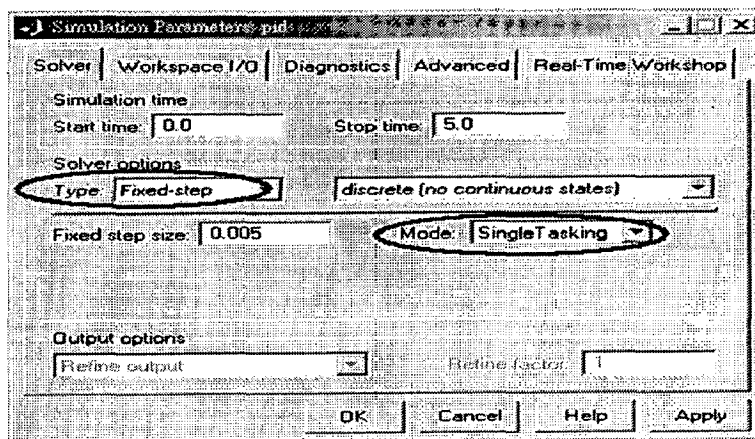 Simulation Parameters: pid
Solver Workspace I/O Diagnostics Advanced Real-Time Workshop
Simulation time
Start time: 0.0 Stop time: 5.0
Solver options
Type: Fixed-step discrete (no continuous states)
Fixed step size: 0.005 Mode: SingleTasking
Output options
Refine output Refine factor: 1
OK Cancel Help Apply